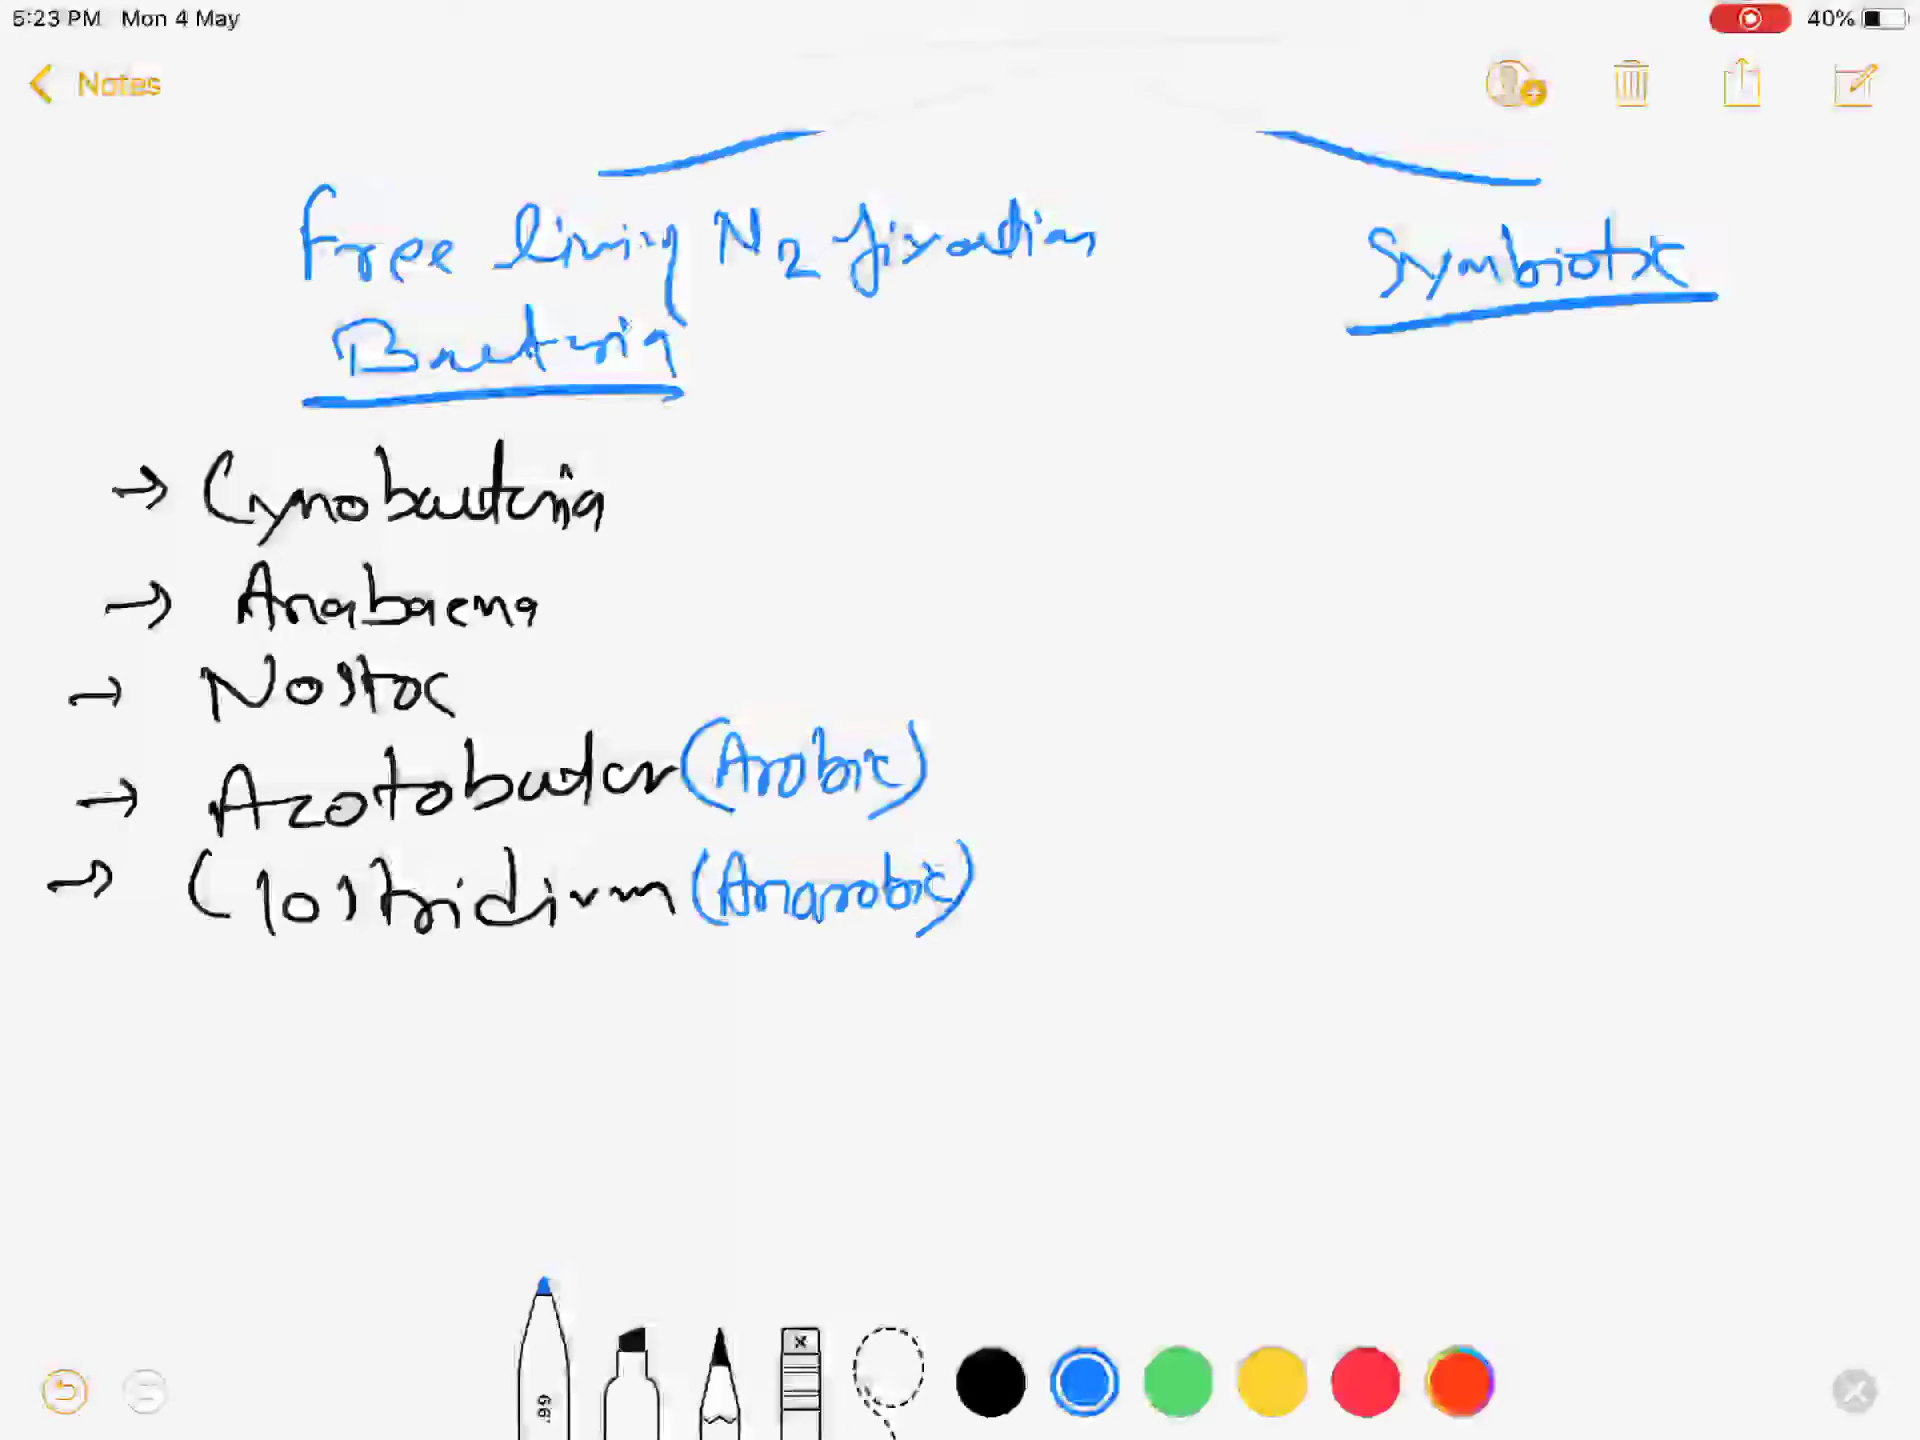 5:23 PM Mon 4 May 40%
Notes
Free living N2 fixation
Symbiotic
Bacteria
→ Cynobacteria
→ Anabaena
→ Nostoc
→ Azotobacter (Arobic)
→ Clostridium (Anarobic)